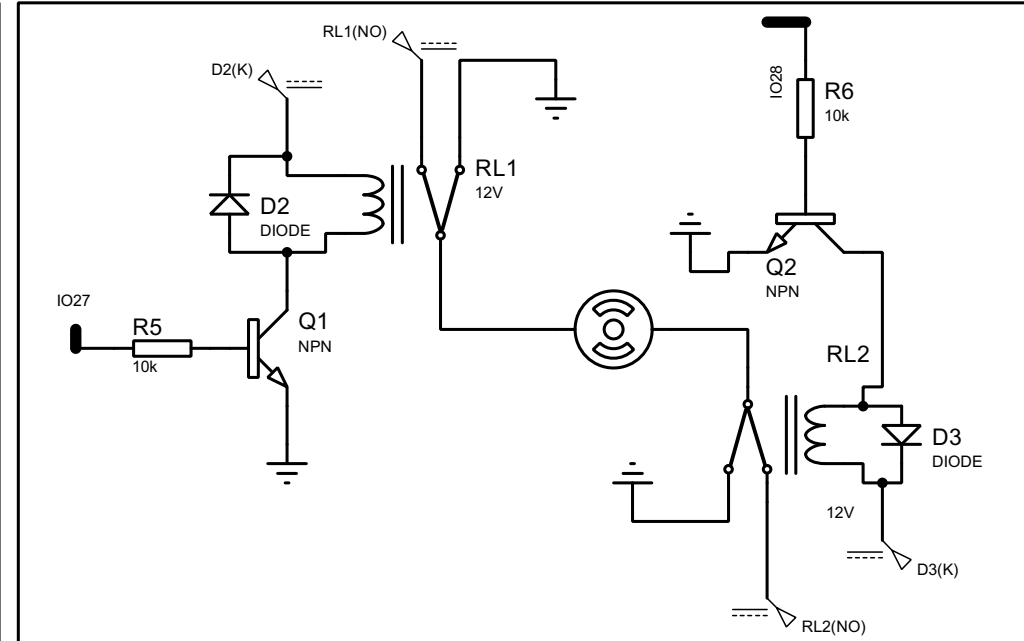 RL1(NO)
D2(K)
IO28
R6
10k
RL1
12V
D2
DIODE
Q2
NPN
IO27
R5
10k
Q1
NPN
RL2
D3
DIODE
12V
D3(K)
RL2(NO)